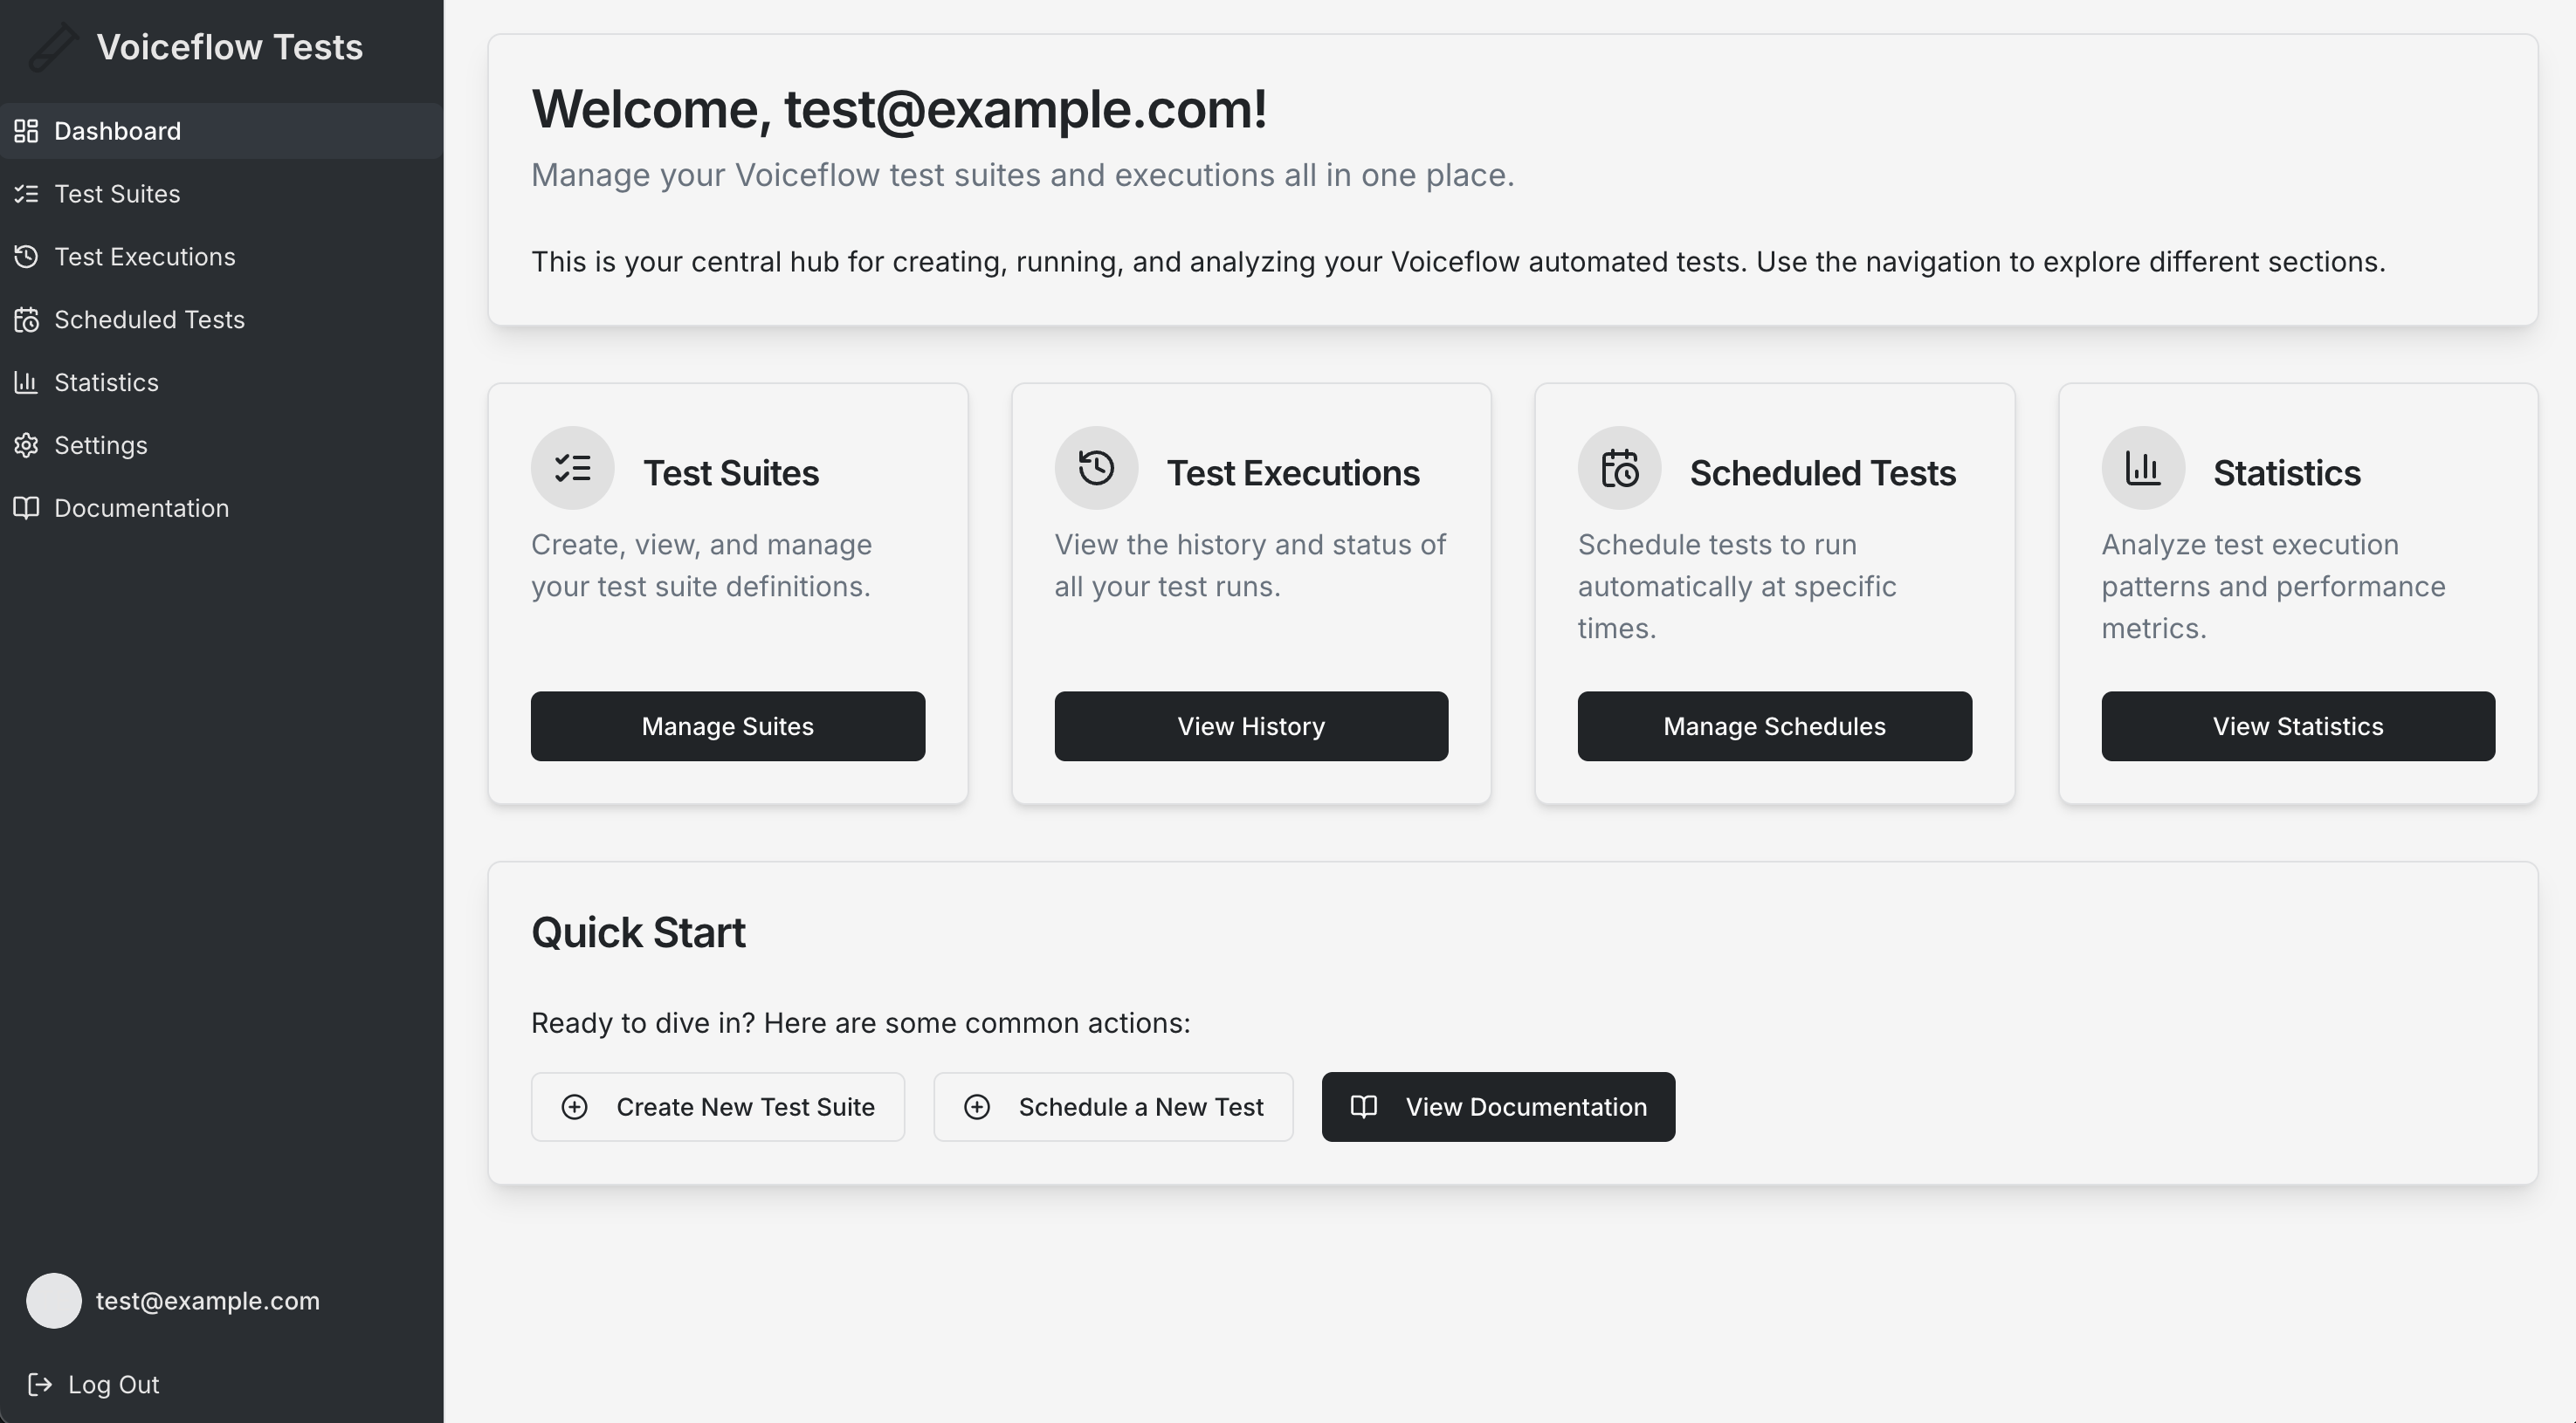 Voiceflow Tests
Dashboard
Test Suites
Test Executions
Scheduled Tests
Statistics
Settings
Documentation
test@example.com
Log Out
Welcome, test@example.com!
Manage your Voiceflow test suites and executions all in one place.
This is your central hub for creating, running, and analyzing your Voiceflow automated tests. Use the navigation to explore different sections.
Test Suites
Create, view, and manage
your test suite definitions.
Manage Suites
Test Executions
View the history and status of
all your test runs.
View History
Scheduled Tests
Schedule tests to run
automatically at specific
times.
Manage Schedules
Statistics
Analyze test execution
patterns and performance
metrics.
View Statistics
Quick Start
Ready to dive in? Here are some common actions:
Create New Test Suite
Schedule a New Test
View Documentation